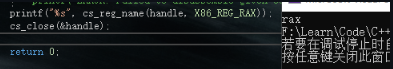 printf("%s", cs_reg_name(handle, X86_REG_RAX));
cs_close(&handle);
return 0;
rax
F:\Learn\Code\C++
若要在调试停止时自
按任意键关闭此窗口